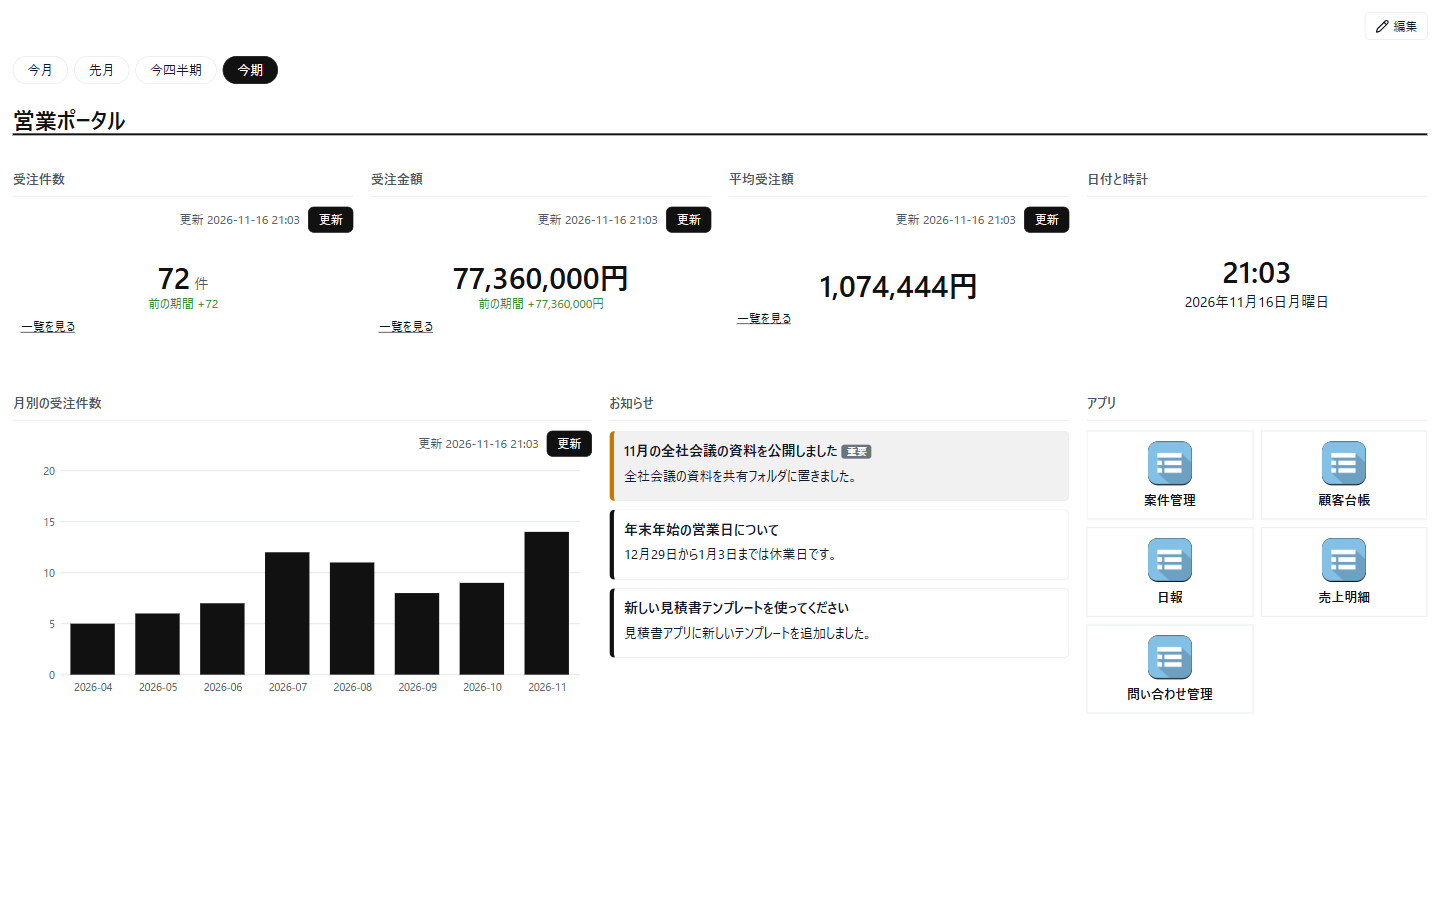 編集
今月 先月 今四半期 今期
営業ポータル
受注件数
更新 2026-11-16 21:03 更新
72 件
前の期間 +72
一覧を見る
受注金額
更新 2026-11-16 21:03 更新
77,360,000円
前の期間 +77,360,000円
一覧を見る
平均受注額
更新 2026-11-16 21:03 更新
1,074,444円
一覧を見る
日付と時計
21:03
2026年11月16日月曜日
月別の受注件数
更新 2026-11-16 21:03 更新
20
15
10
5
0
2026-04 2026-05 2026-06 2026-07 2026-08 2026-09 2026-10 2026-11
お知らせ
11月の全社会議の資料を公開しました 重要
全社会議の資料を共有フォルダに置きました。
年末年始の営業日について
12月29日から1月3日までは休業日です。
新しい見積書テンプレートを使ってください
見積書アプリに新しいテンプレートを追加しました。
アプリ
案件管理 顧客台帳
日報 売上明細
問い合わせ管理